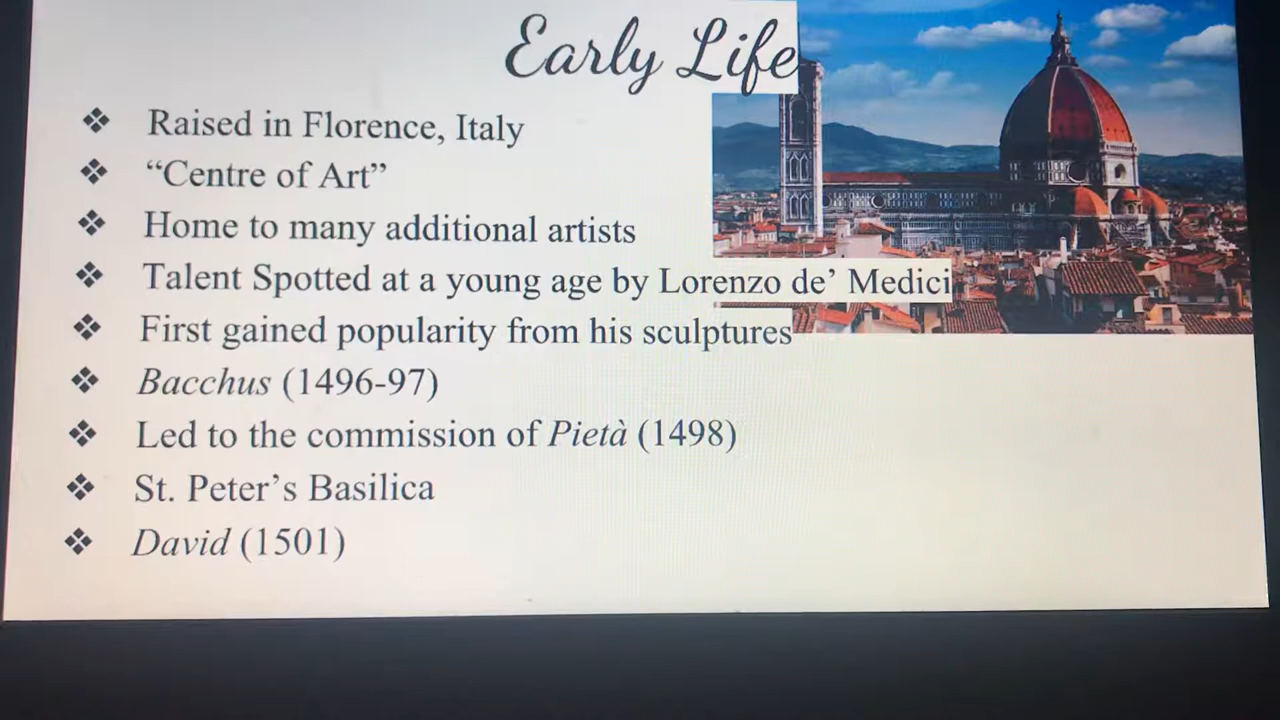 Early Life
Raised in Florence, Italy
“Centre of Art”
Home to many additional artists
Talent Spotted at a young age by Lorenzo de’ Medici
First gained popularity from his sculptures
Bacchus (1496-97)
Led to the commission of Pietà (1498)
St. Peter’s Basilica
David (1501)